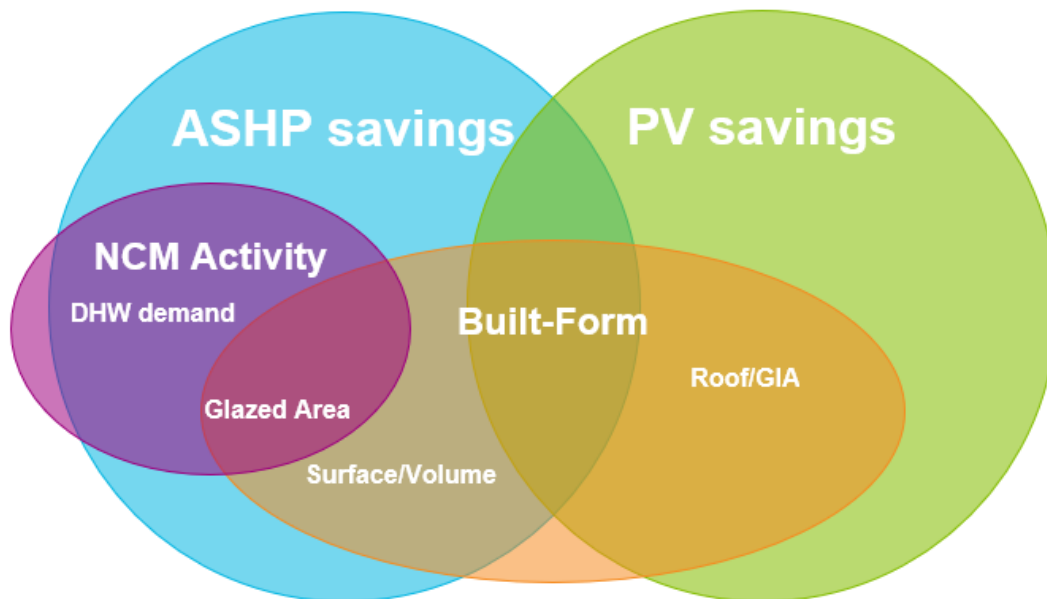 ASHP savings
PV savings
NCM Activity
DHW demand
Built-Form
Roof/GIA
Glazed Area
Surface/Volume